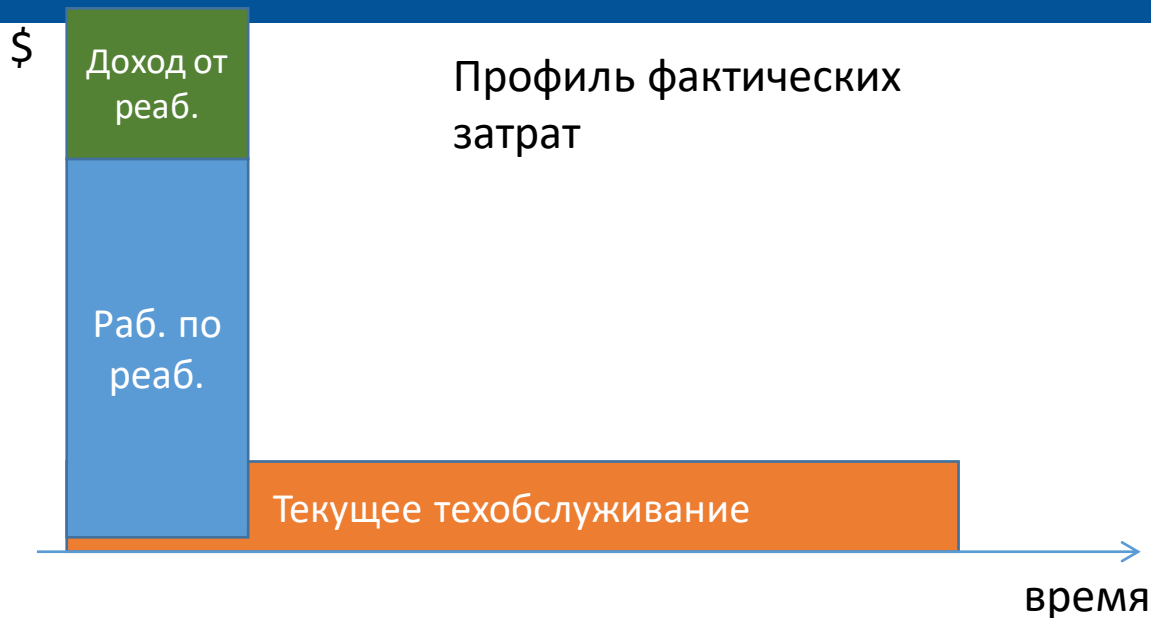 $
Доход от
реаб.
Профиль фактических
затрат
Раб. по
реаб.
Текущее техобслуживание
время